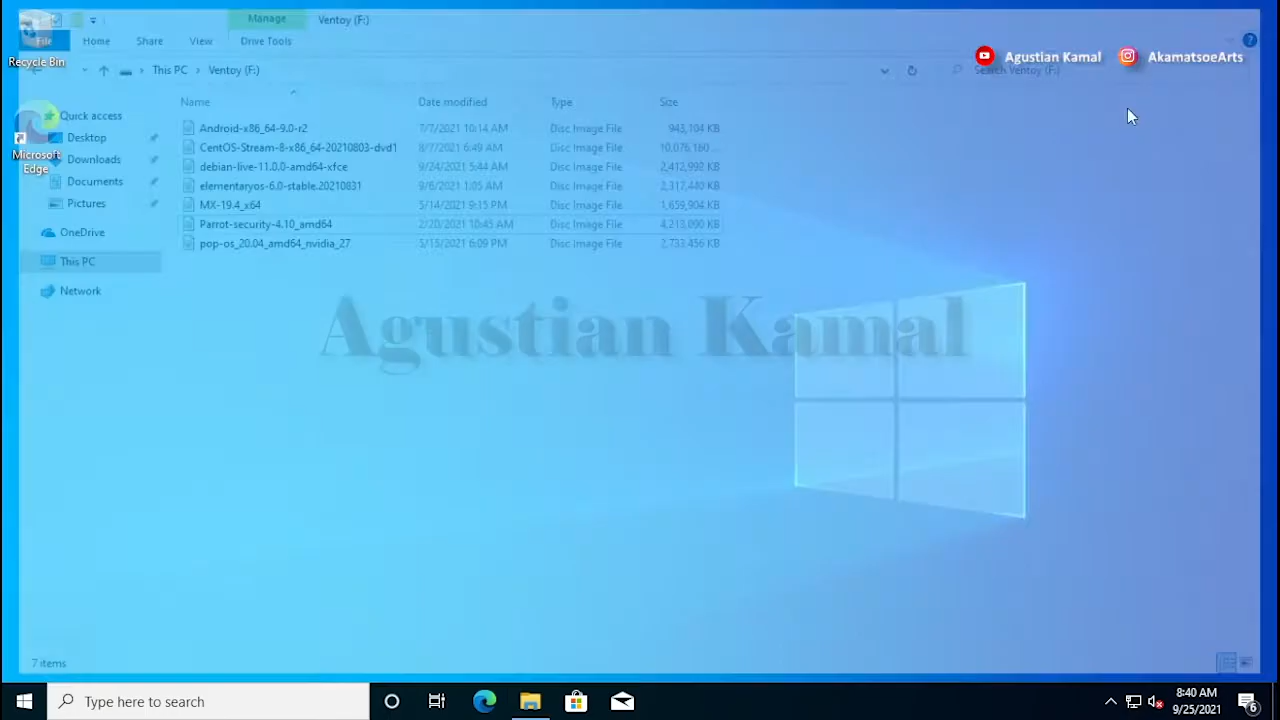 Manage
Ventoy (F:)
File
Home
Share
View
Drive Tools
Agustian Kamal
AkamatsoeArts
Recycle Bin
This PC
Ventoy (F:)
Search Ventoy (F:)
Name
Date modified
Type
Size
Quick access
Desktop
Downloads
Documents
Pictures
OneDrive
This PC
Network
Microsoft
Edge
Android-x86_64-9.0-r2 7/7/2021 10:14 AM Disc Image File 943,104 KB
CentOS-Stream-8-x86_64-20210803-dvd1 8/7/2021 6:49 AM Disc Image File 10,076,160 ...
debian-live-11.0.0-amd64-xfce 9/24/2021 5:44 AM Disc Image File 2,412,992 KB
elementaryos-6.0-stable.20210831 9/6/2021 1:05 AM Disc Image File 2,317,440 KB
MX-19.4_x64 5/14/2021 9:15 PM Disc Image File 1,659,904 KB
Parrot-security-4.10_amd64 2/20/2021 10:45 AM Disc Image File 4,213,090 KB
pop-os_20.04_amd64_nvidia_27 5/15/2021 6:09 PM Disc Image File 2,733,456 KB
Agustian Kamal
7 items
Type here to search
8:40 AM
9/25/2021
6